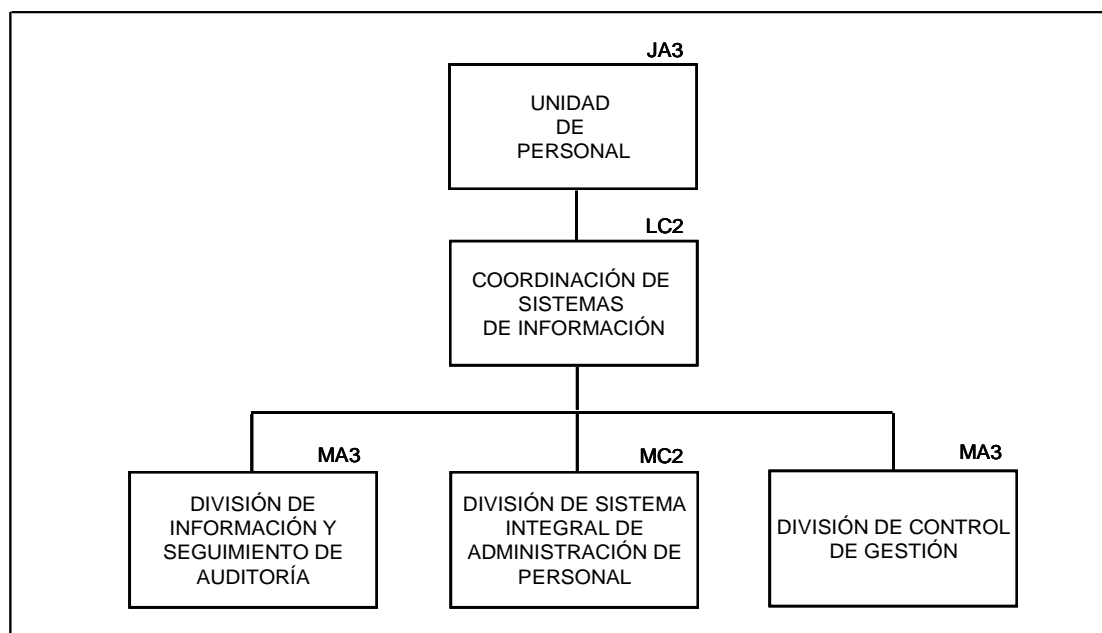 JA3
UNIDAD
DE
PERSONAL
LC2
COORDINACIÓN DE
SISTEMAS
DE INFORMACIÓN
MA3
DIVISIÓN DE
INFORMACIÓN Y
SEGUIMIENTO DE
AUDITORÍA
MC2
DIVISIÓN DE SISTEMA
INTEGRAL DE
ADMINISTRACIÓN DE
PERSONAL
MA3
DIVISIÓN DE CONTROL
DE GESTIÓN